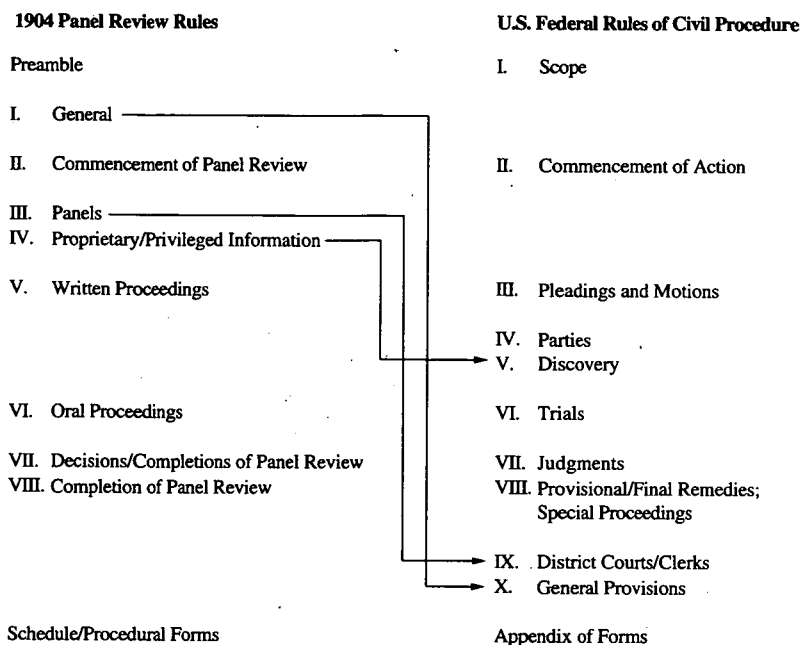 1904 Panel Review Rules
Preamble
I. General
II. Commencement of Panel Review
III. Panels
IV. Proprietary/Privileged Information
V. Written Proceedings
VI. Oral Proceedings
VII. Decisions/Completions of Panel Review
VIII. Completion of Panel Review
Schedule/Procedural Forms
U.S. Federal Rules of Civil Procedure
I. Scope
II. Commencement of Action
III. Pleadings and Motions
IV. Parties
V. Discovery
VI. Trials
VII. Judgments
VIII. Provisional/Final Remedies;
Special Proceedings
IX. District Courts/Clerks
X. General Provisions
Appendix of Forms